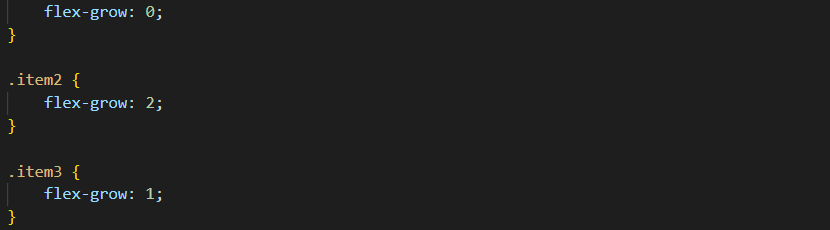 flex-grow: 0;
}
.item2 {
flex-grow: 2;
}
.item3 {
flex-grow: 1;
}